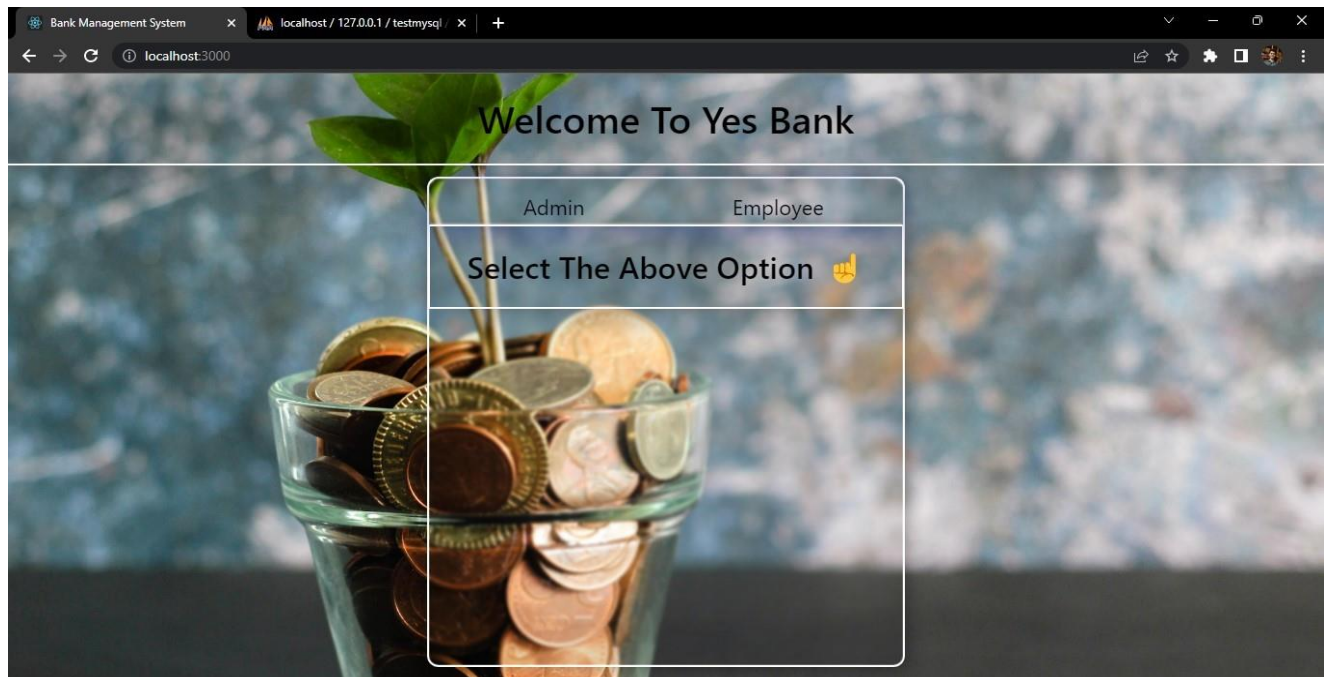 Bank Management System
localhost / 127.0.0.1 / testmysql /
localhost:3000
Welcome To Yes Bank
Admin Employee
Select The Above Option ☝